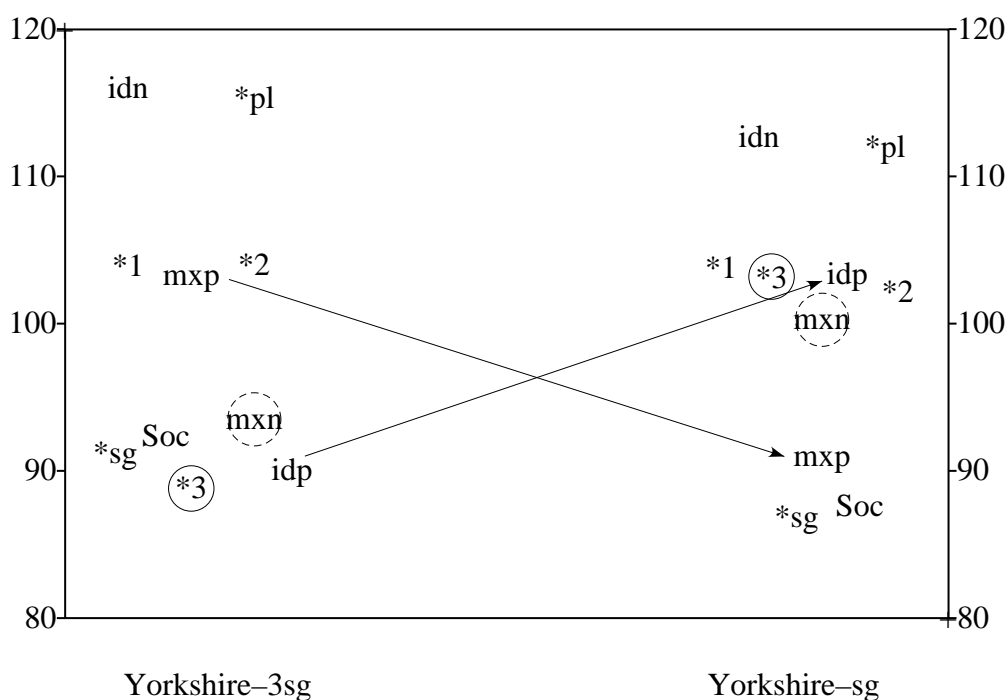 120 120
idn *pl
idn *pl
110 110
*1 mxp *2
*1 *3 idp *2
100 mxn 100
mxn
*sg Soc
90 *3 idp mxp 90
*sg Soc
80 80
Yorkshire–3sg Yorkshire–sg